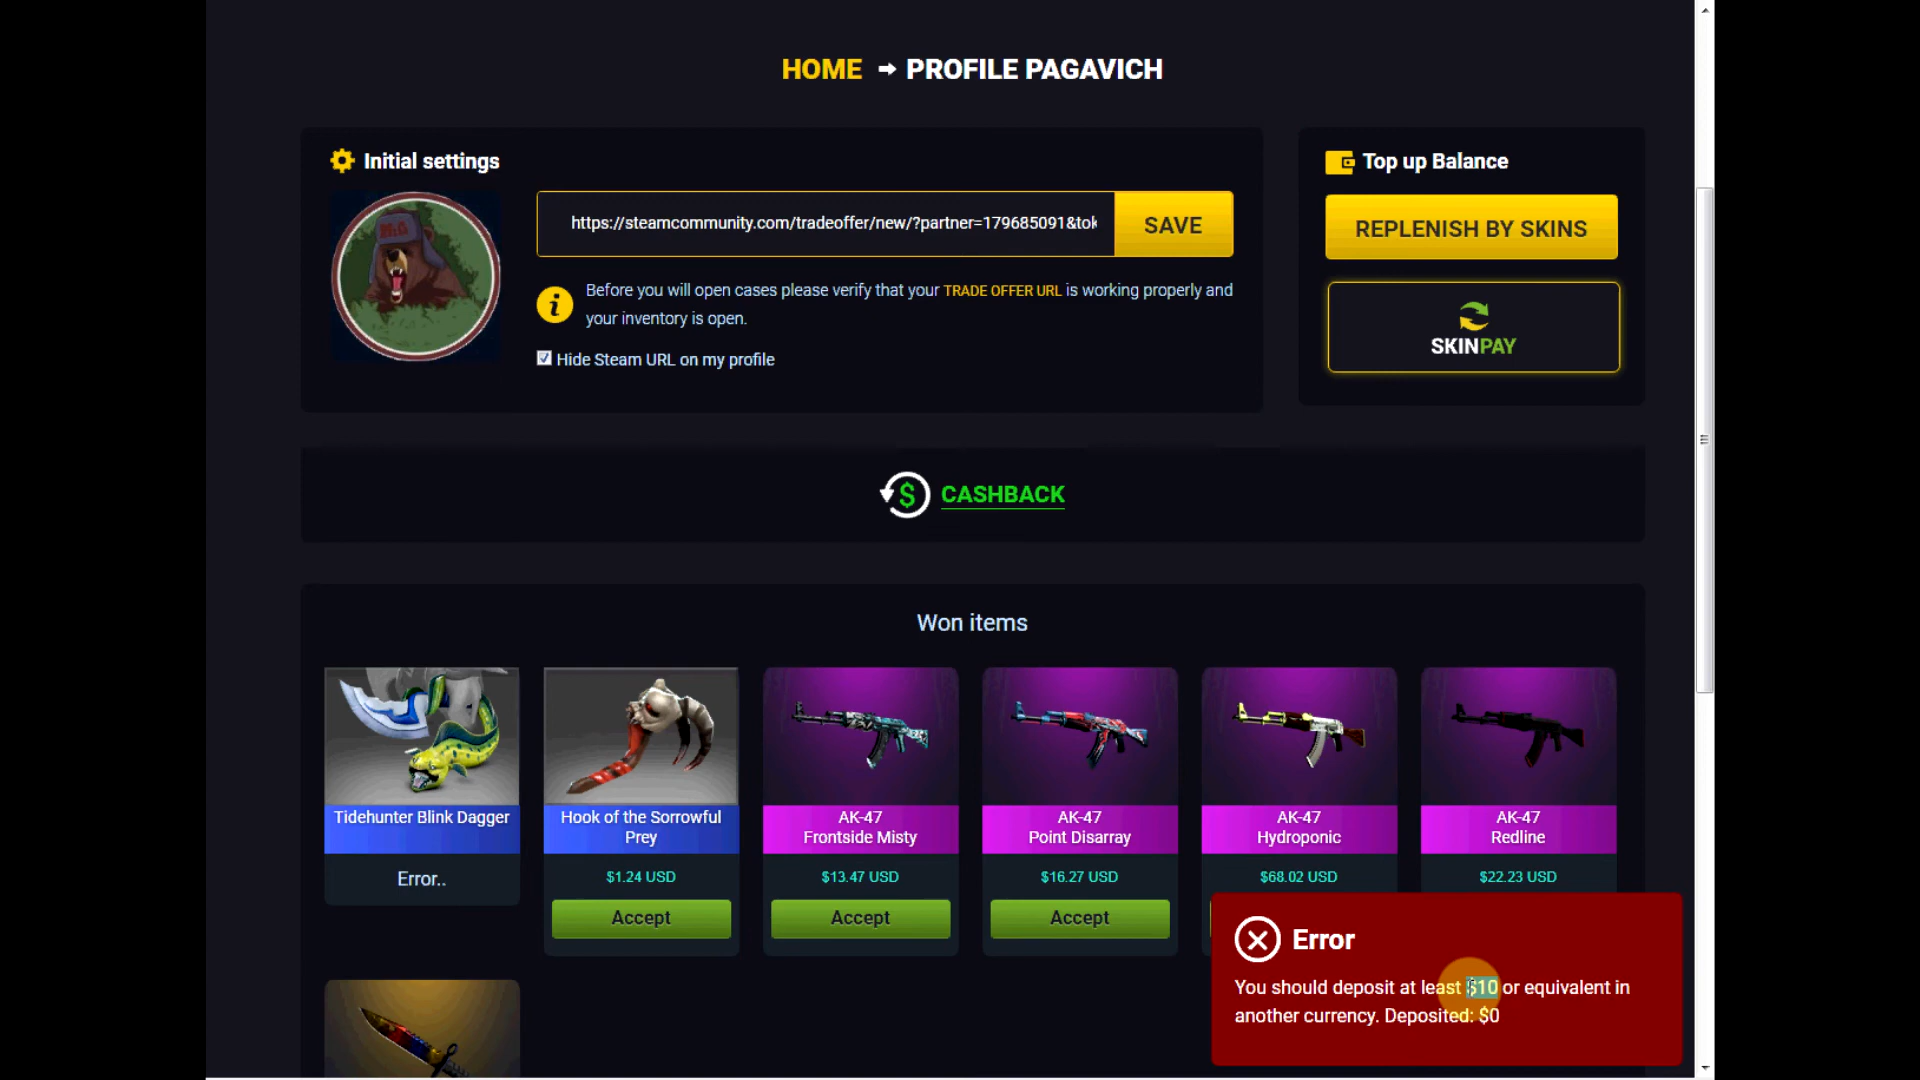 HOME ➡ PROFILE PAGAVICH
Initial settings
https://steamcommunity.com/tradeoffer/new/?partner=179685091&tok
SAVE
Before you will open cases please verify that your TRADE OFFER URL is working properly and
your inventory is open.
Hide Steam URL on my profile
Top up Balance
REPLENISH BY SKINS
SKINPAY
CASHBACK
Won items
Tidehunter Blink Dagger
Error..
Hook of the Sorrowful
Prey
$1.24 USD
Accept
AK-47
Frontside Misty
$13.47 USD
Accept
AK-47
Point Disarray
$16.27 USD
Accept
AK-47
Hydroponic
$68.02 USD
AK-47
Redline
$22.23 USD
Error
You should deposit at least $10 or equivalent in
another currency. Deposited: $0